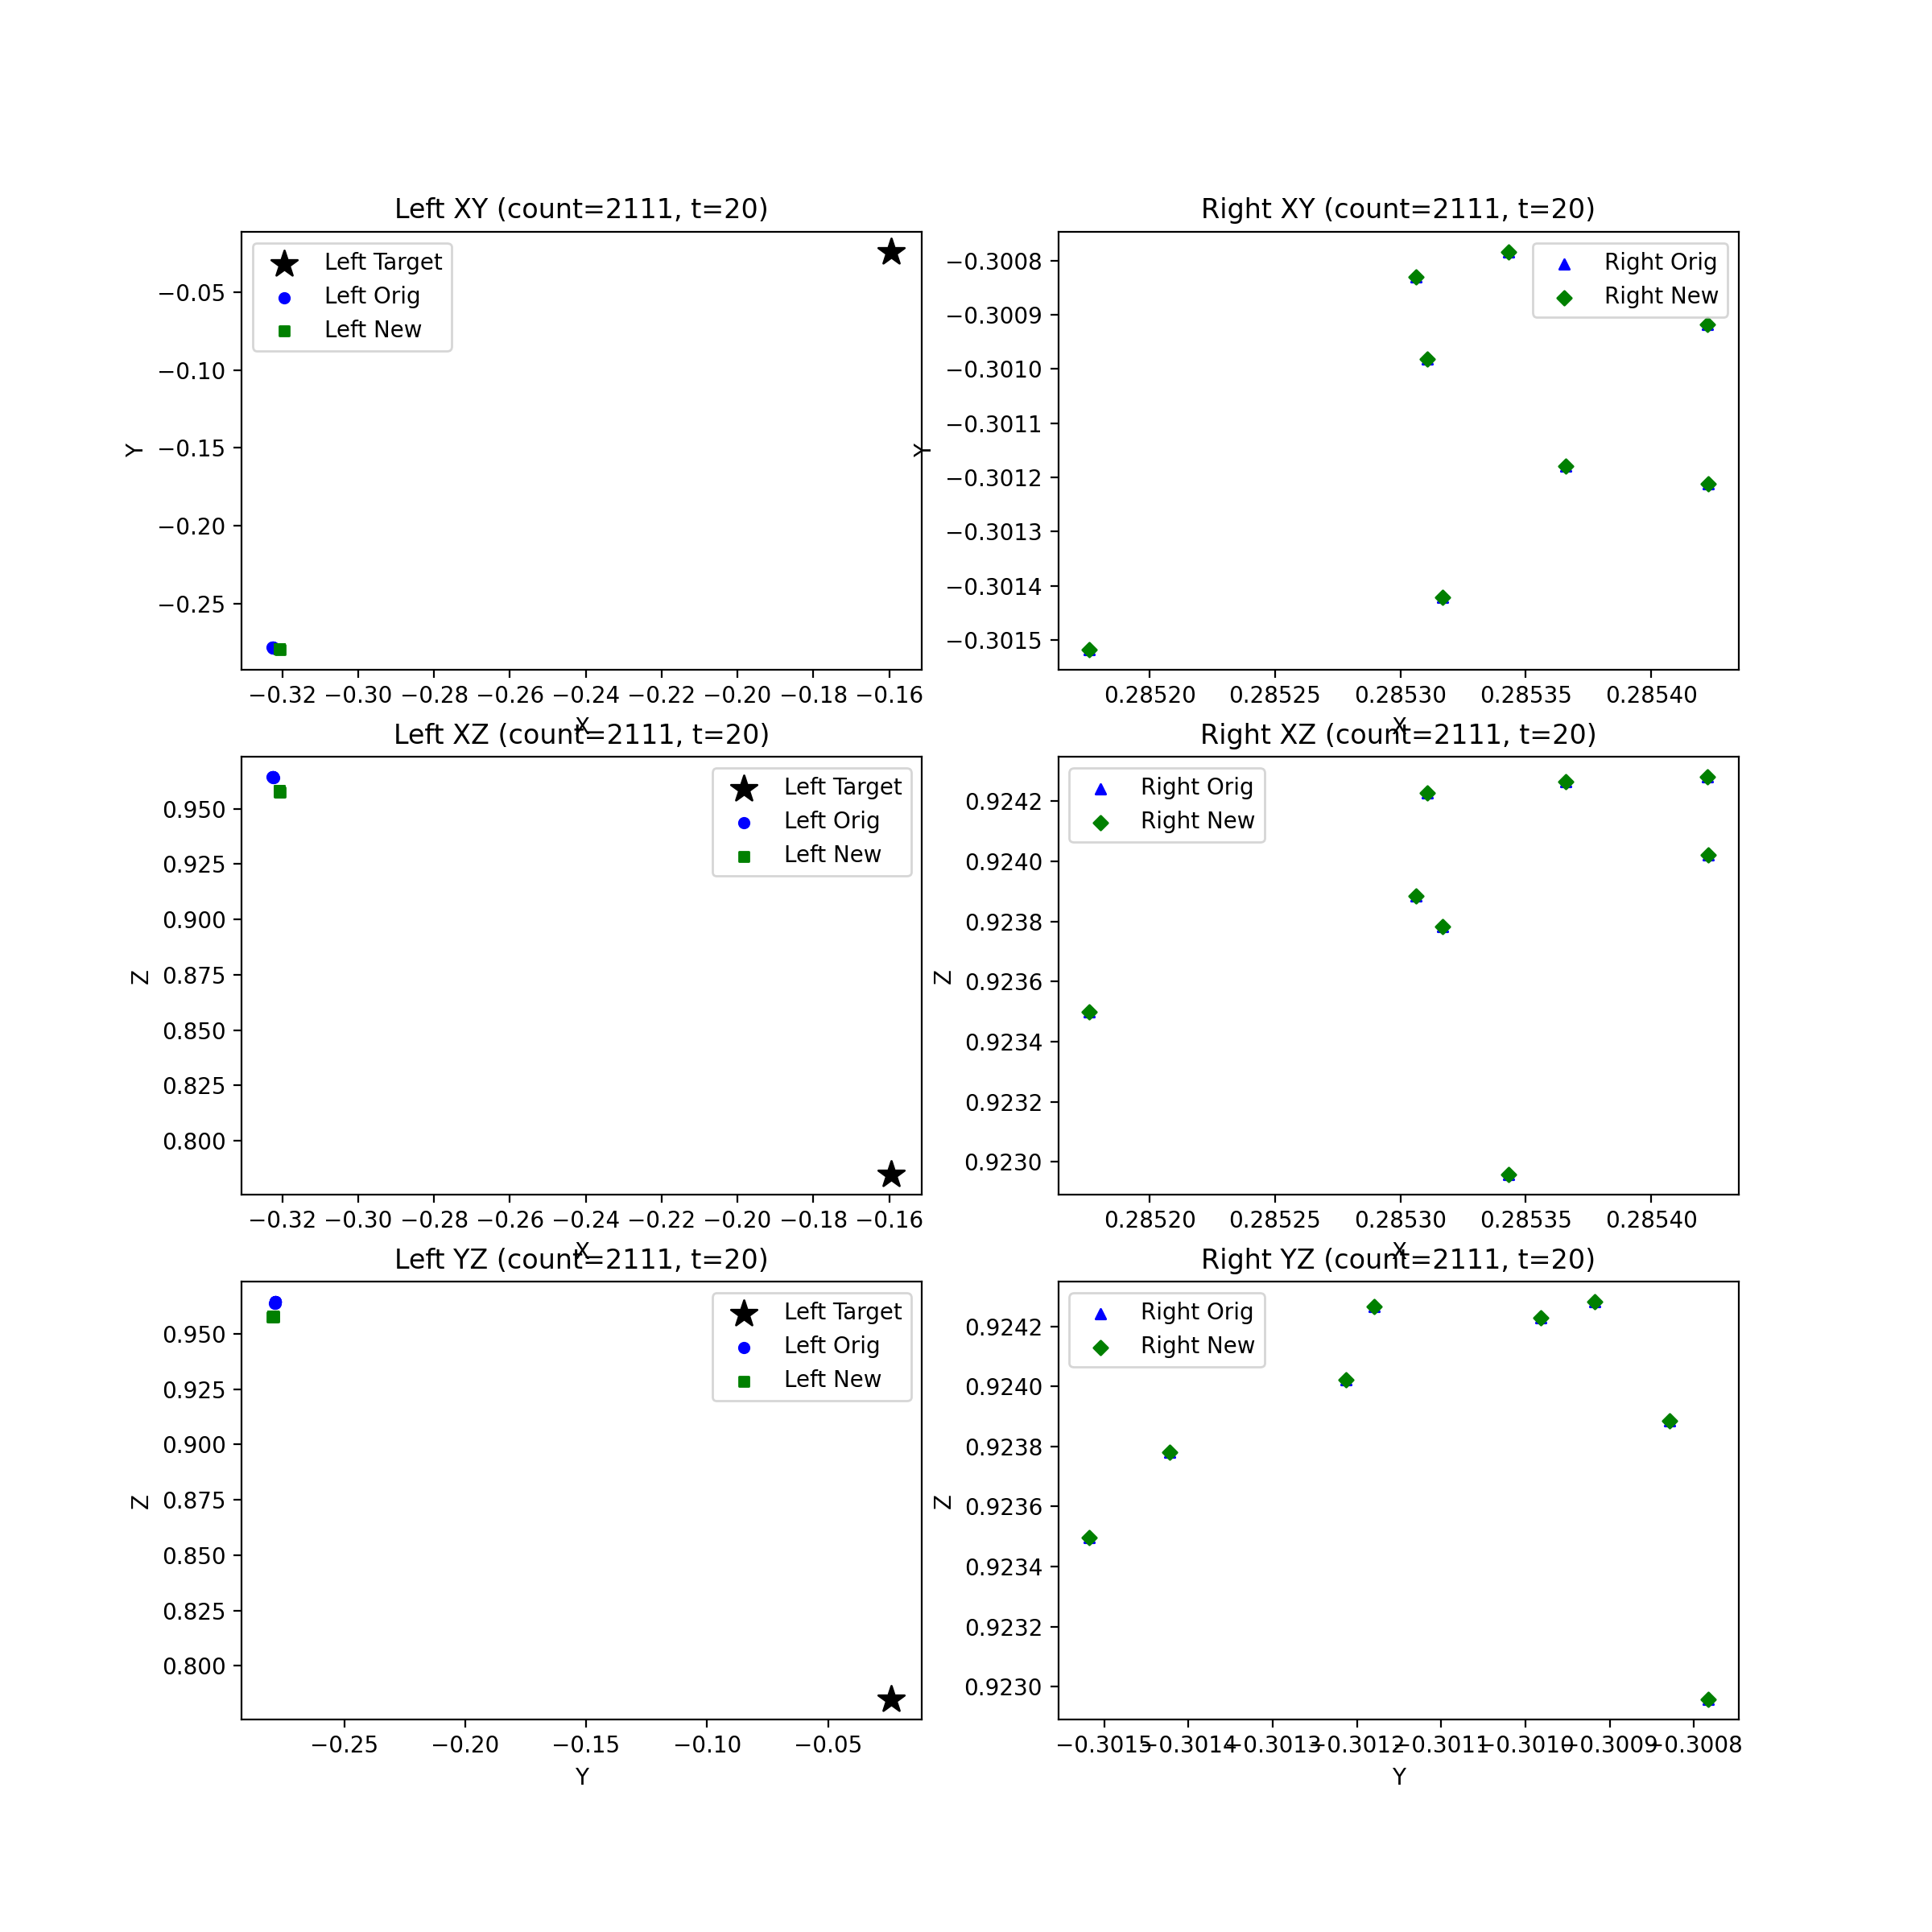 Left XY (count=2111, t=20)
Left Target
Left Orig
Left New
Y
−0.05
−0.10
−0.15
−0.20
−0.25
−0.32 −0.30 −0.28 −0.26 −0.24 −0.22 −0.20 −0.18 −0.16
X
Right XY (count=2111, t=20)
Right Orig
Right New
Y
−0.3008
−0.3009
−0.3010
−0.3011
−0.3012
−0.3013
−0.3014
−0.3015
0.28520 0.28525 0.28530 0.28535 0.28540
X
Left XZ (count=2111, t=20)
Left Target
Left Orig
Left New
Z
0.950
0.925
0.900
0.875
0.850
0.825
0.800
−0.32 −0.30 −0.28 −0.26 −0.24 −0.22 −0.20 −0.18 −0.16
X
Right XZ (count=2111, t=20)
Right Orig
Right New
Z
0.9242
0.9240
0.9238
0.9236
0.9234
0.9232
0.9230
0.28520 0.28525 0.28530 0.28535 0.28540
X
Left YZ (count=2111, t=20)
Left Target
Left Orig
Left New
Z
0.950
0.925
0.900
0.875
0.850
0.825
0.800
−0.25 −0.20 −0.15 −0.10 −0.05
Y
Right YZ (count=2111, t=20)
Right Orig
Right New
Z
0.9242
0.9240
0.9238
0.9236
0.9234
0.9232
0.9230
−0.3015 −0.3014 −0.3013 −0.3012 −0.3011 −0.3010 −0.3009 −0.3008
Y